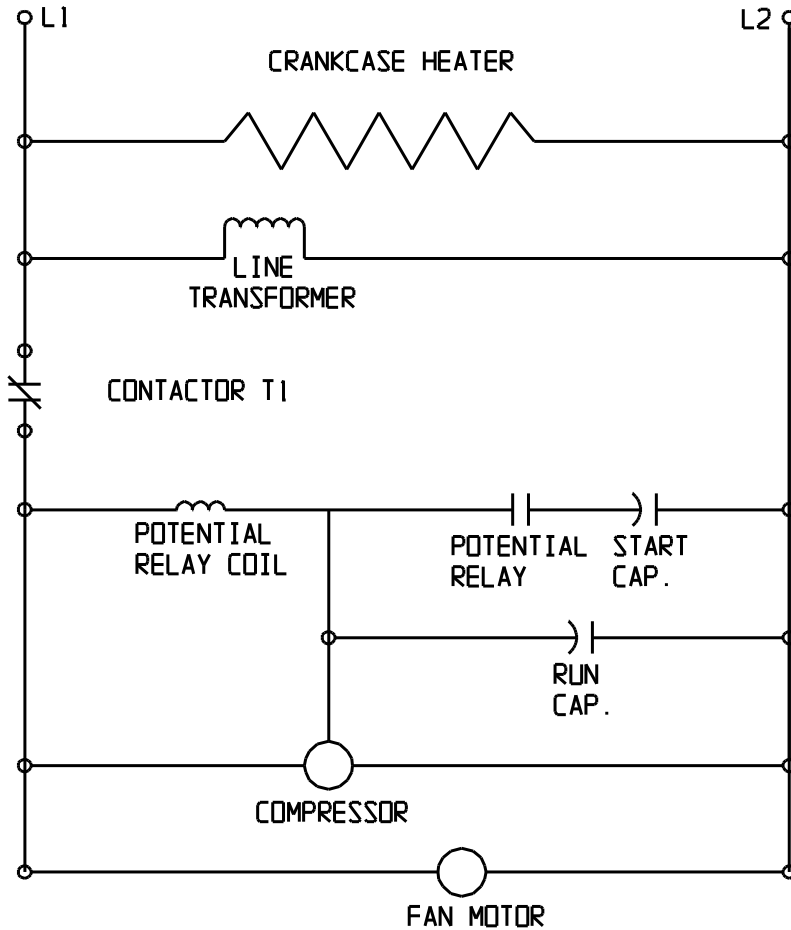 L1
L2
CRANKCASE HEATER
LINE
TRANSFORMER
CONTACTOR T1
POTENTIAL
RELAY COIL
POTENTIAL
RELAY
START
CAP.
RUN
CAP.
COMPRESSOR
FAN MOTOR